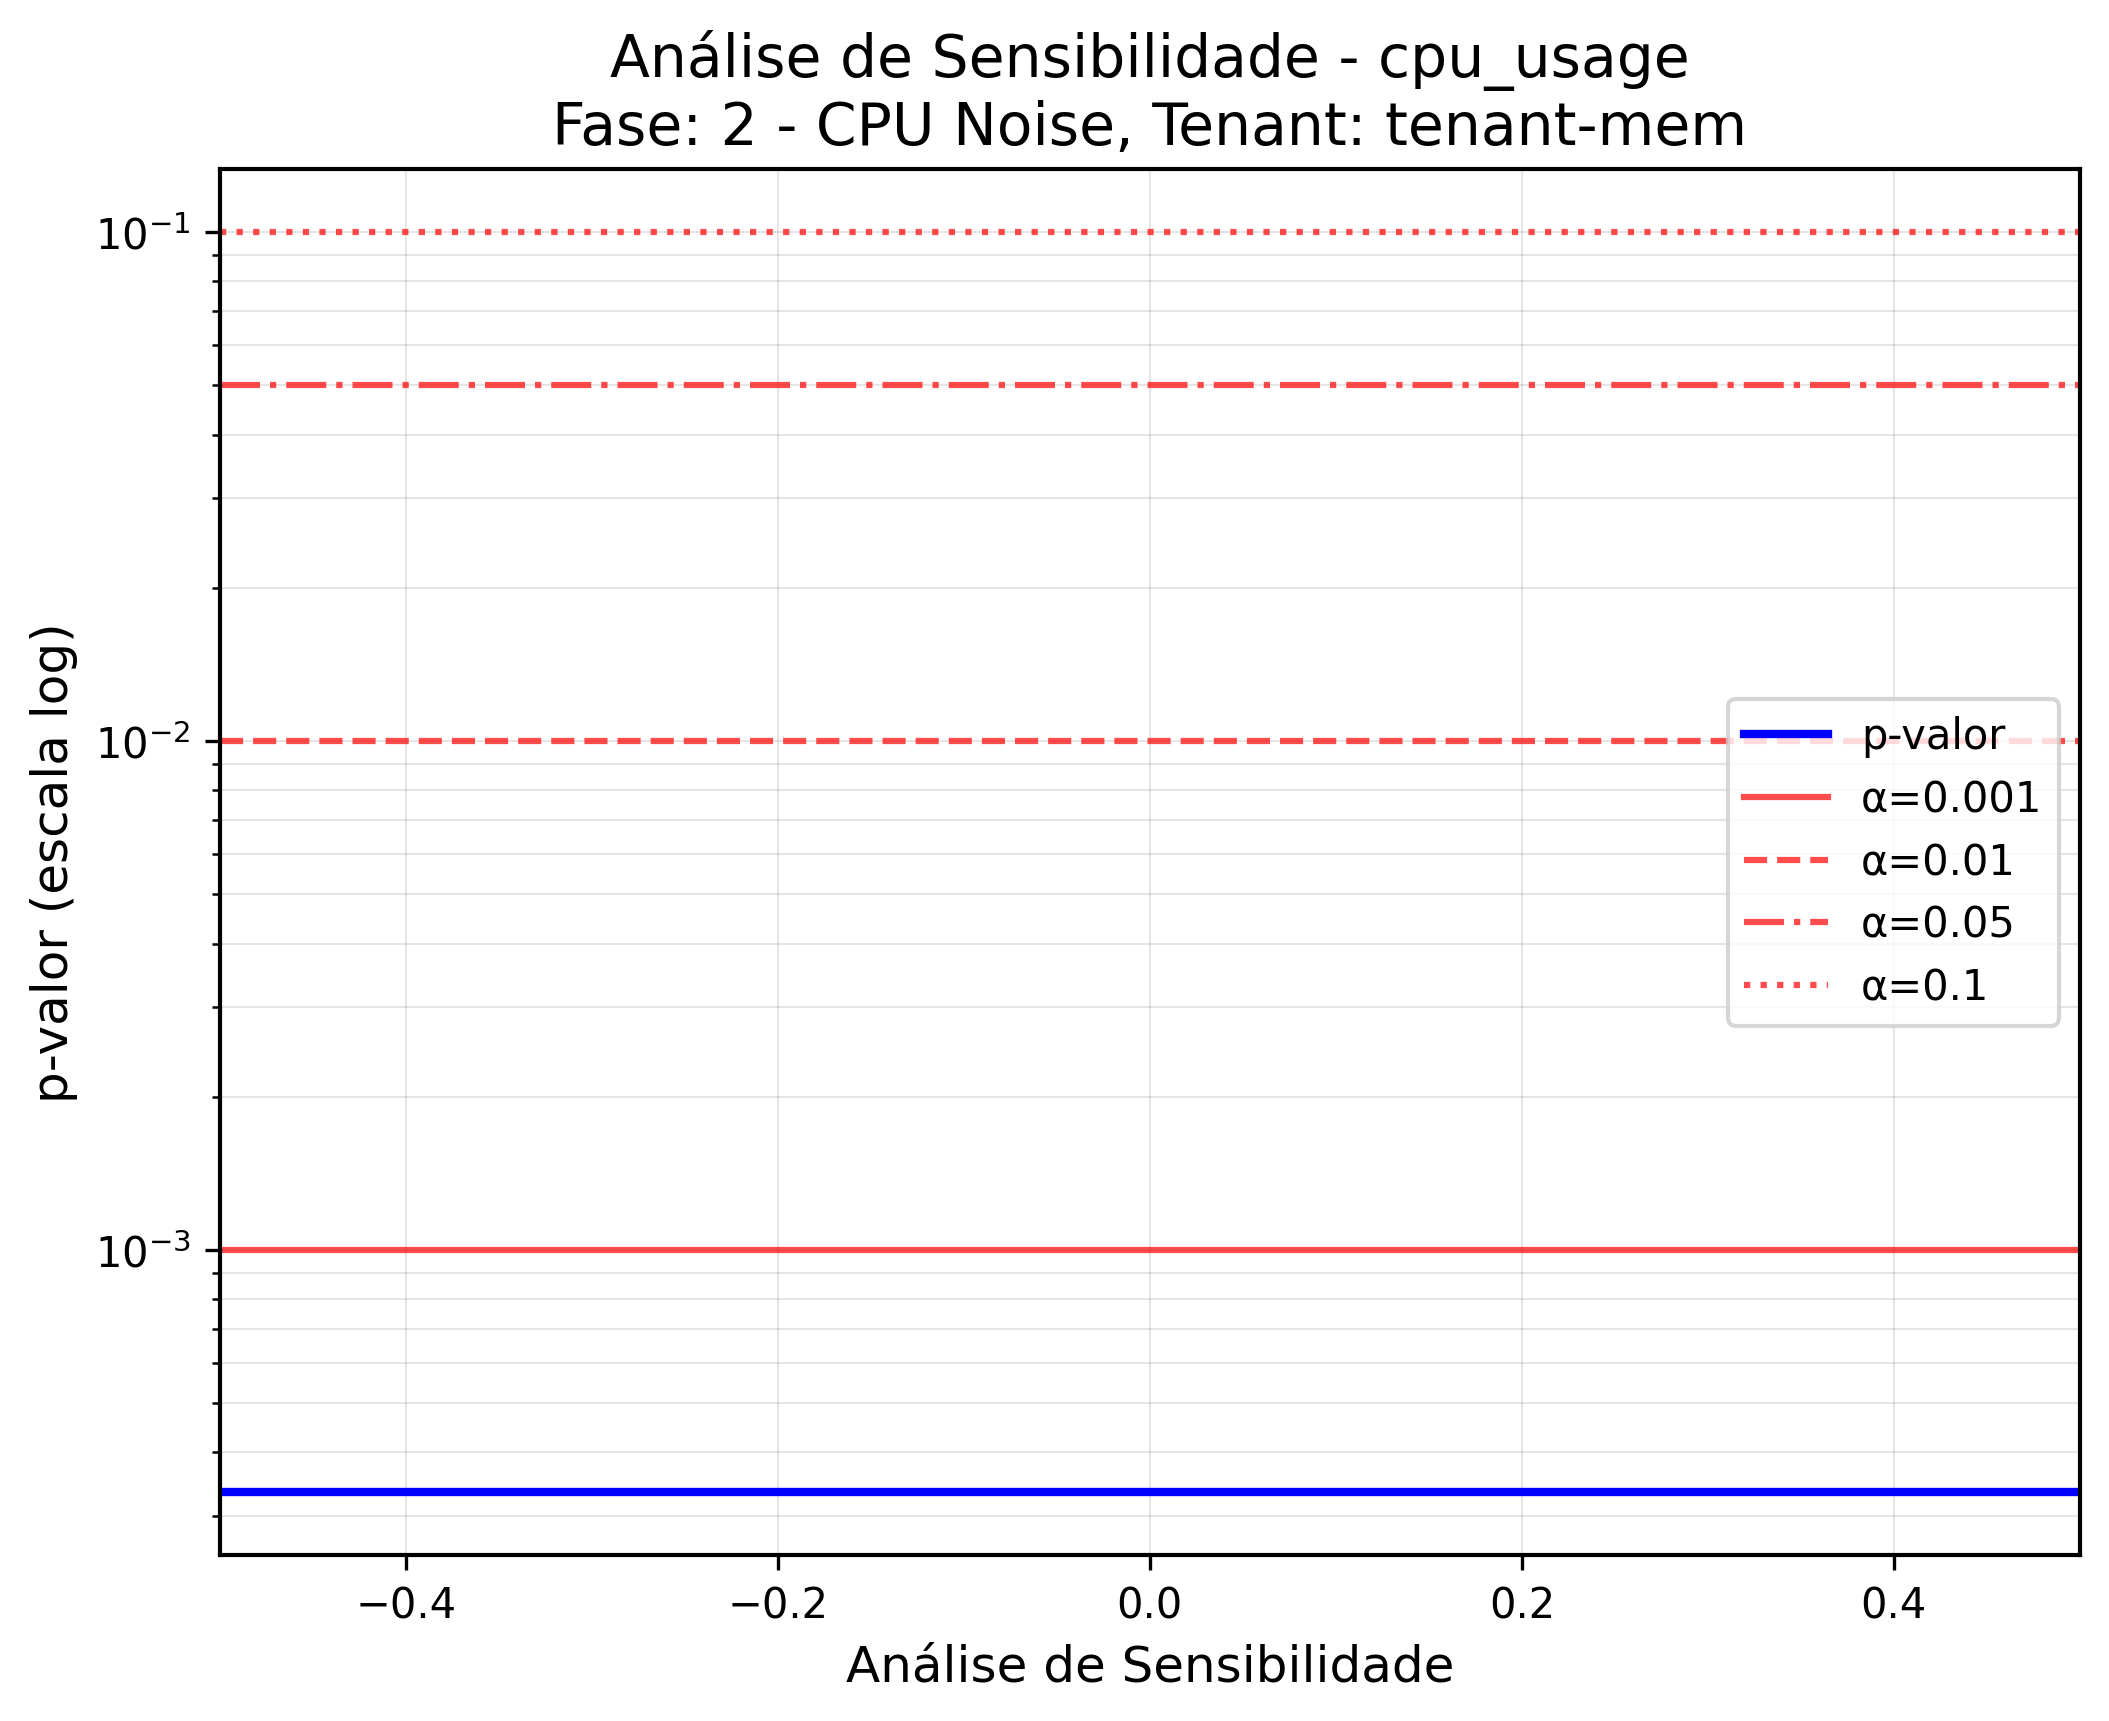 Análise de Sensibilidade - cpu_usage
Fase: 2 - CPU Noise, Tenant: tenant-mem
p-valor (escala log)
10⁻¹
10⁻²
10⁻³
p-valor
α=0.001
α=0.01
α=0.05
α=0.1
−0.4
−0.2
0.0
0.2
0.4
Análise de Sensibilidade